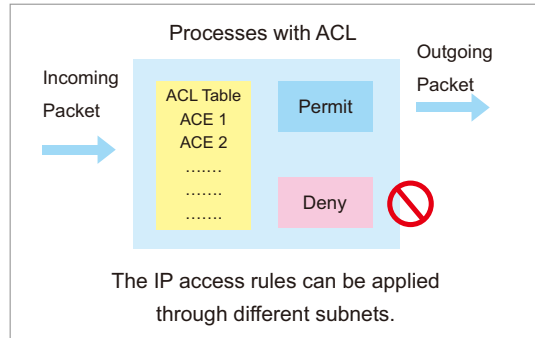 Processes with ACL
Incoming
Packet
ACL Table
ACE 1
ACE 2
.......
.......
.......
Permit
Deny
Outgoing
Packet
The IP access rules can be applied
through different subnets.